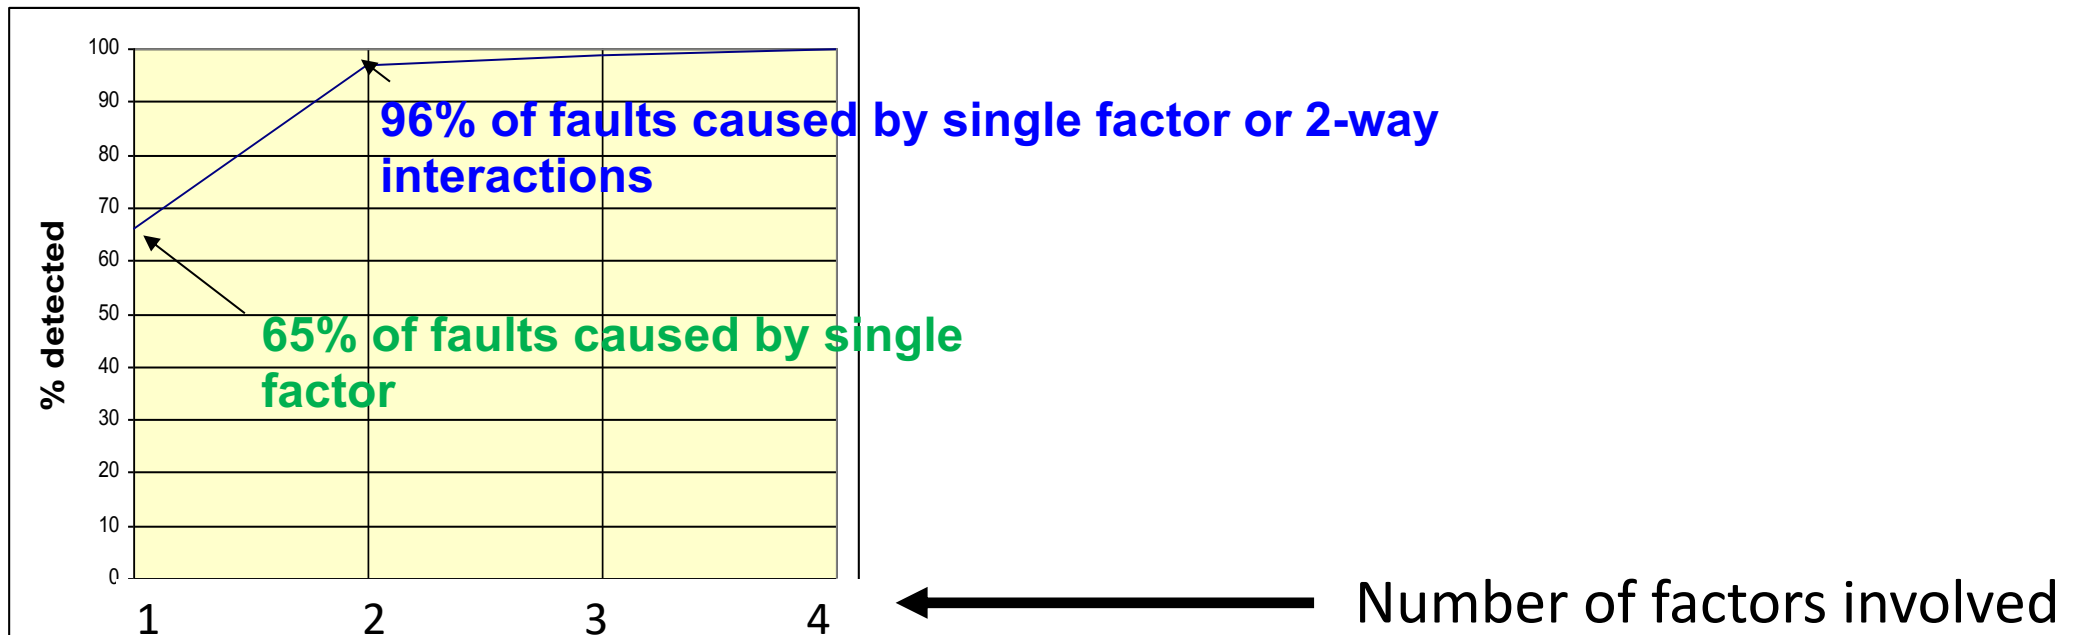 100
90
96% of faults caused by single factor or 2-way
80
interactions
70
60
% detected
50
65% of faults caused by single
40
factor
30
20
10
0
1 2 3 4
Number of factors involved